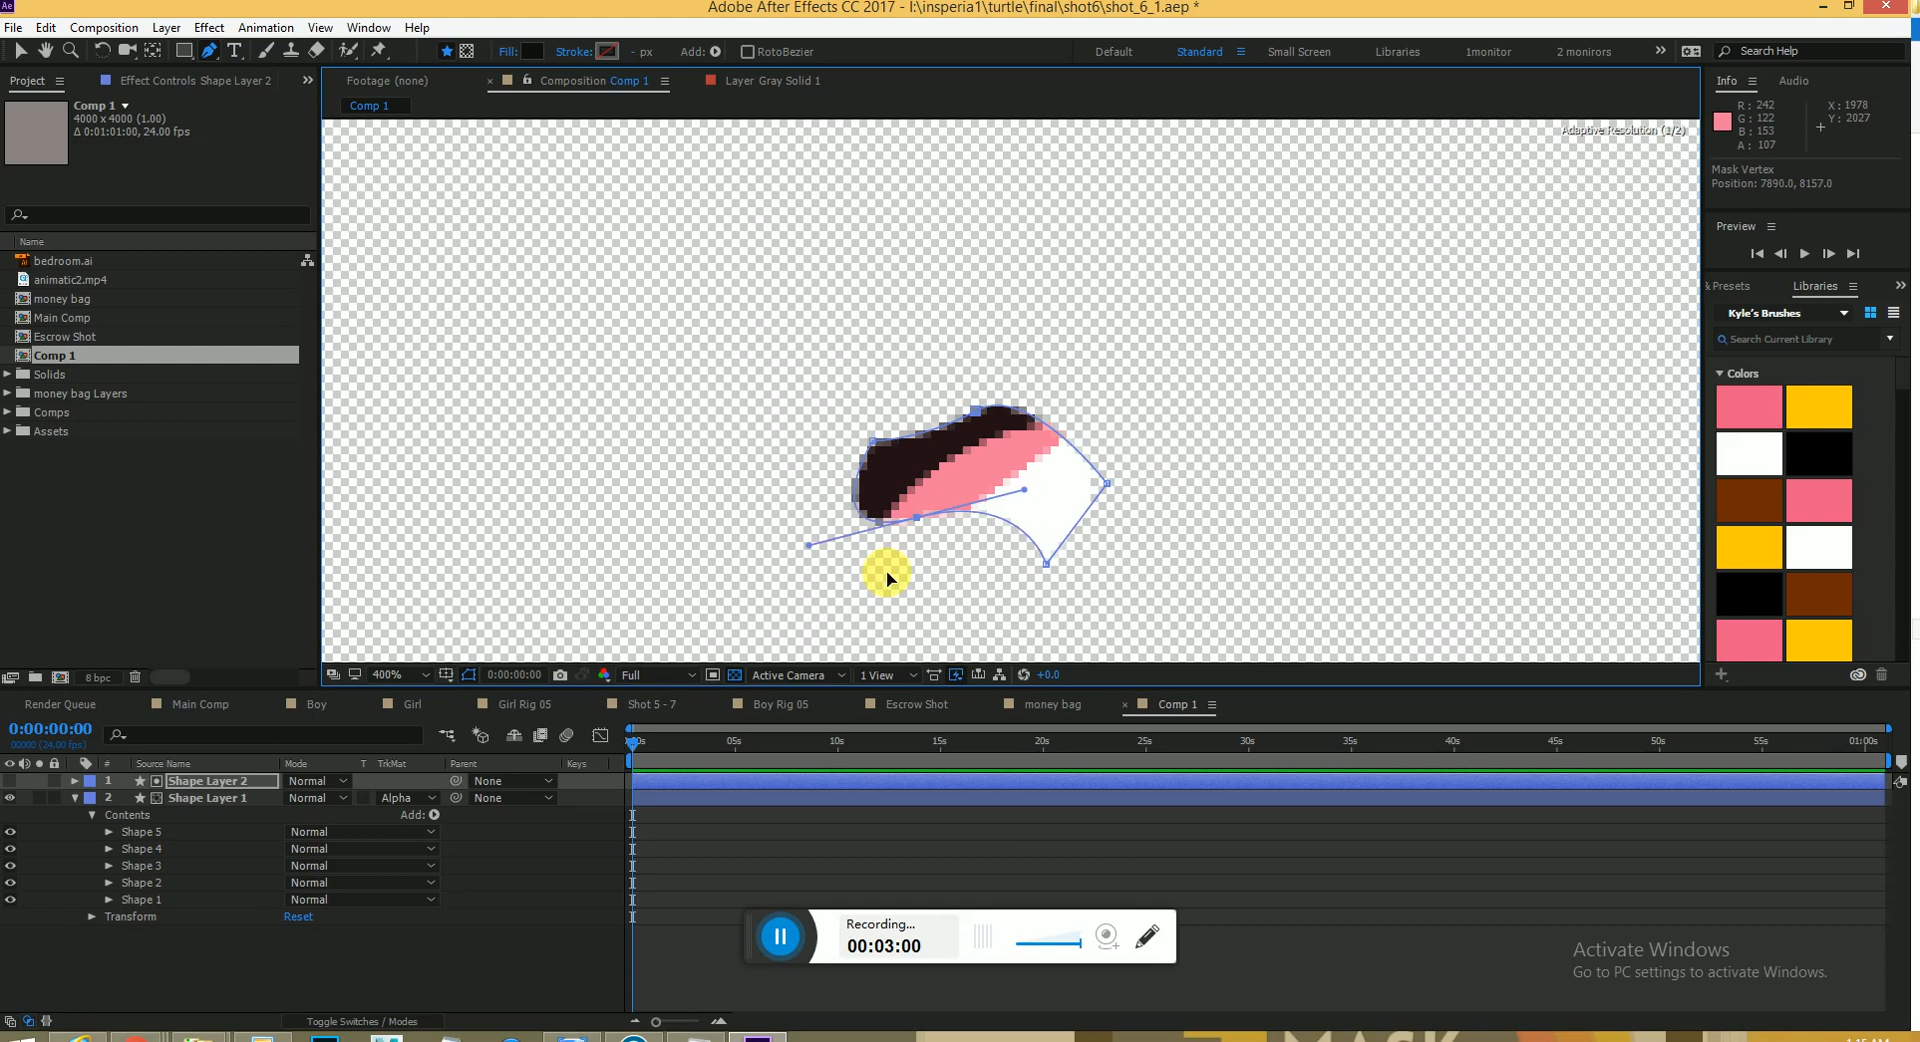 Adobe After Effects CC 2017 - I:\insperia1\turtle\final\shot6\shot_6_1.aep *
File Edit Composition Layer Effect Animation View Window Help
Fill: Stroke: - px Add: RotoBezier Default Standard Small Screen Libraries 1monitor 2 monirors Search Help
Project Effect Controls Shape Layer 2 Footage (none) Composition Comp 1 Layer Gray Solid 1 Info Audio
Comp 1
4000 x 4000 (1.00)
Δ 0:01:01:00, 24.00 fps
Comp 1
Adaptive Resolution (1/2)
R: 242 X: 1978
G: 122 Y: 2027
B: 153
A: 107
Mask Vertex
Position: 7890.0, 8157.0
Preview
Name
bedroom.ai
animatic2.mp4
money bag
Main Comp
Escrow Shot
Comp 1
Solids
money bag Layers
Comps
Assets
& Presets Libraries
Kyle's Brushes
Search Current Library
Colors
8 bpc
400% 0:00:00:00 Full Active Camera 1 View +0.0
Render Queue Main Comp Boy Girl Girl Rig 05 Shot 5 - 7 Boy Rig 05 Escrow Shot money bag Comp 1
0:00:00:00
00000 (24.00 fps)
00s 05s 10s 15s 20s 25s 30s 35s 40s 45s 50s 55s 01:00s
# Source Name Mode T TrkMat Parent Keys
1 Shape Layer 2 Normal None
2 Shape Layer 1 Normal Alpha None
Contents Add:
Shape 5 Normal
Shape 4 Normal
Shape 3 Normal
Shape 2 Normal
Shape 1 Normal
Transform Reset
Recording...
00:03:00
Activate Windows
Go to PC settings to activate Windows.
Toggle Switches / Modes
MASK